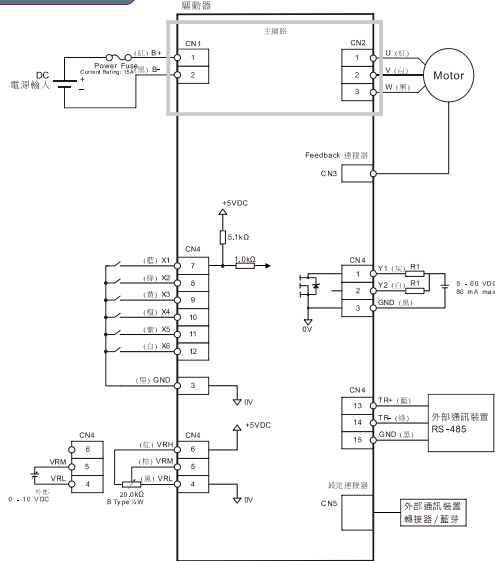 驅動器
主迴路
CN1
CN2
(紅) B+
1
Power Fuse
Current Rating: 15A
(黑) B-
2
DC
電源輸入
+
-
1
U (紅)
2
V (白)
3
W (黑)
Motor
Feedback 連接器
CN3
+5VDC
5.1kΩ
1.0kΩ
CN4
(藍) X1
7
(綠) X2
8
(黃) X3
9
(橙) X4
10
(紫) X5
11
(白) X6
12
(黑) GND
3
0V
CN4
1
Y1 (灰) R1
2
Y2 (白) R1
3
GND (黑)
5 - 60 VDC
80 mA max
0V
CN4
13
TR+ (藍)
14
TR- (綠)
15
GND (黑)
外部通訊裝置
RS-485
CN4
6
VRM
5
VRL
4
外部
0 - 10 VDC
CN4
(紅) VRH
6
+5VDC
(棕) VRM
5
(黑) VRL
4
20.0kΩ
B Type ¼W
0V
設定連接器
CN5
外部通訊裝置
轉接器/藍芽